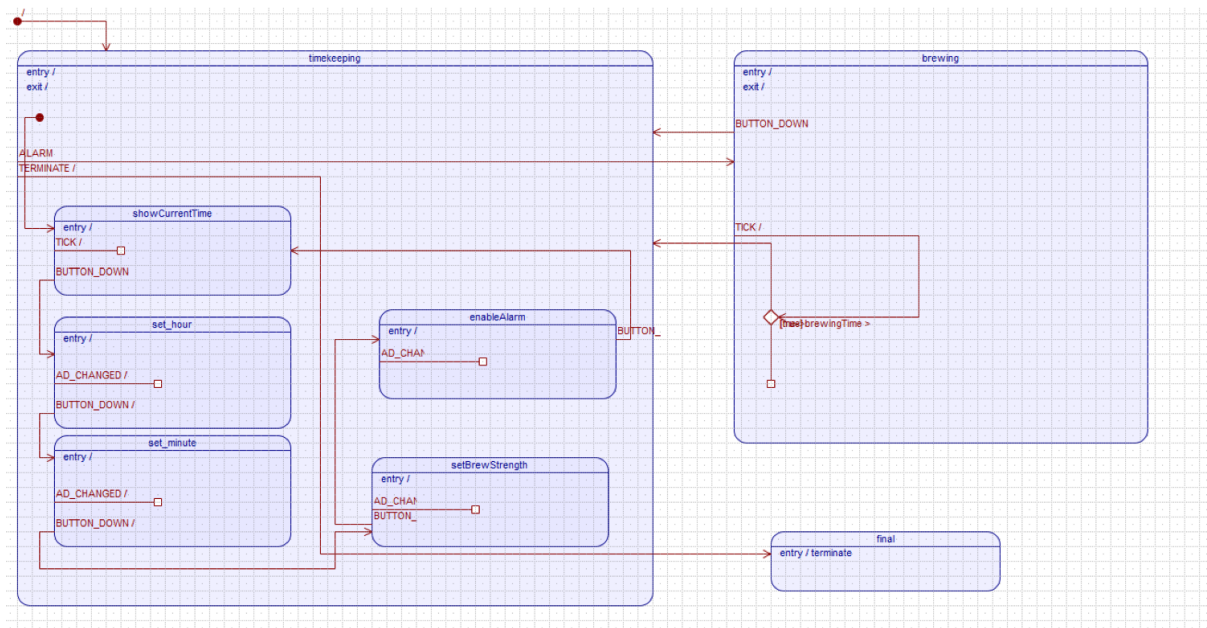 /
timekeeping
entry /
exit /
ALARM
TERMINATE /
showCurrentTime
entry /
TICK /
BUTTON_DOWN
set_hour
entry /
AD_CHANGED /
BUTTON_DOWN /
set_minute
entry /
AD_CHANGED /
BUTTON_DOWN /
enableAlarm
entry /
AD_CHAN
BUTTON_
setBrewStrength
entry /
AD_CHAN
BUTTON_
brewing
entry /
exit /
BUTTON_DOWN
TICK /
brewingTime >
final
entry / terminate